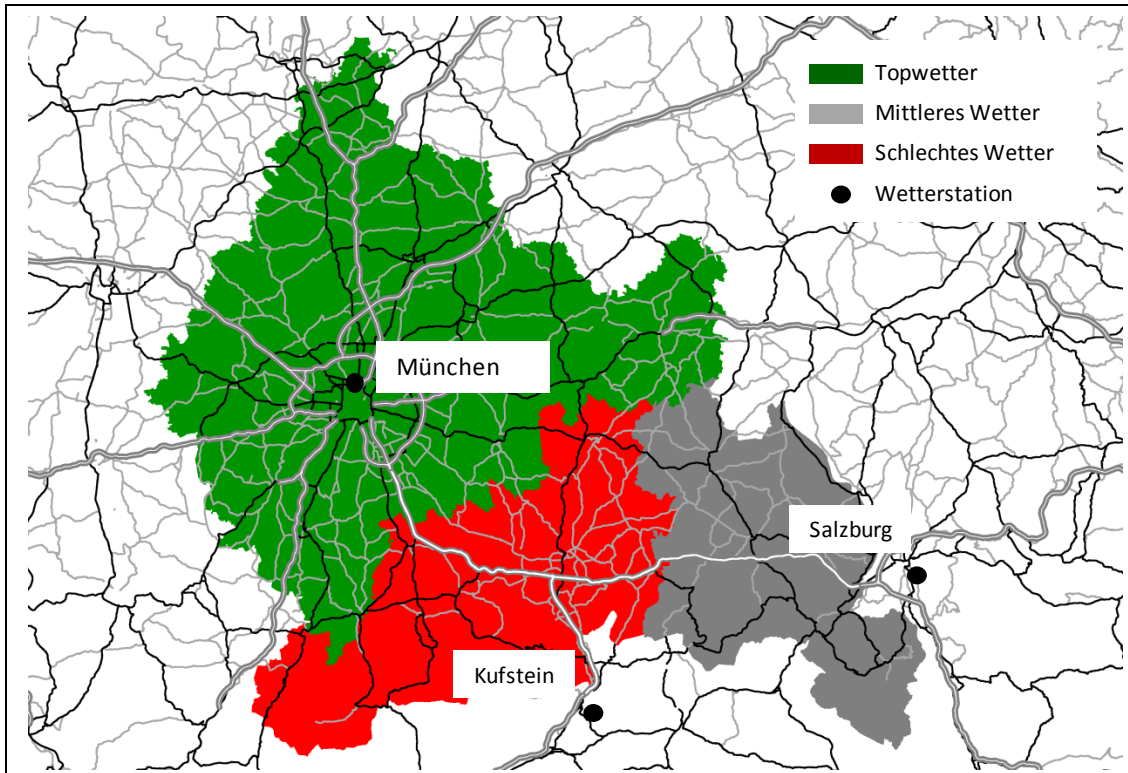 Topwetter
Mittleres Wetter
Schlechtes Wetter
Wetterstation
München
Salzburg
Kufstein